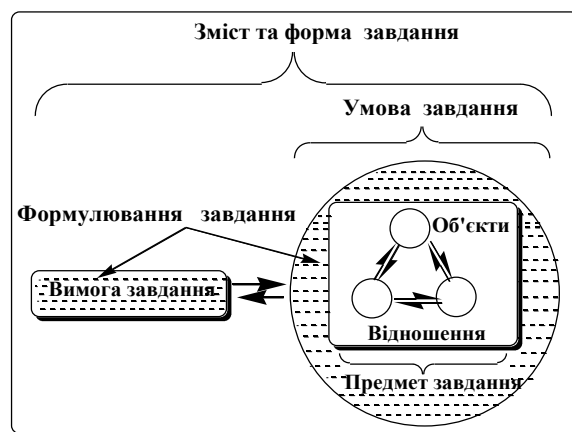 Зміст та форма завдання
Умова завдання
Формулювання завдання
Об'єкти
Вимога завдання
Відношення
Предмет завдання